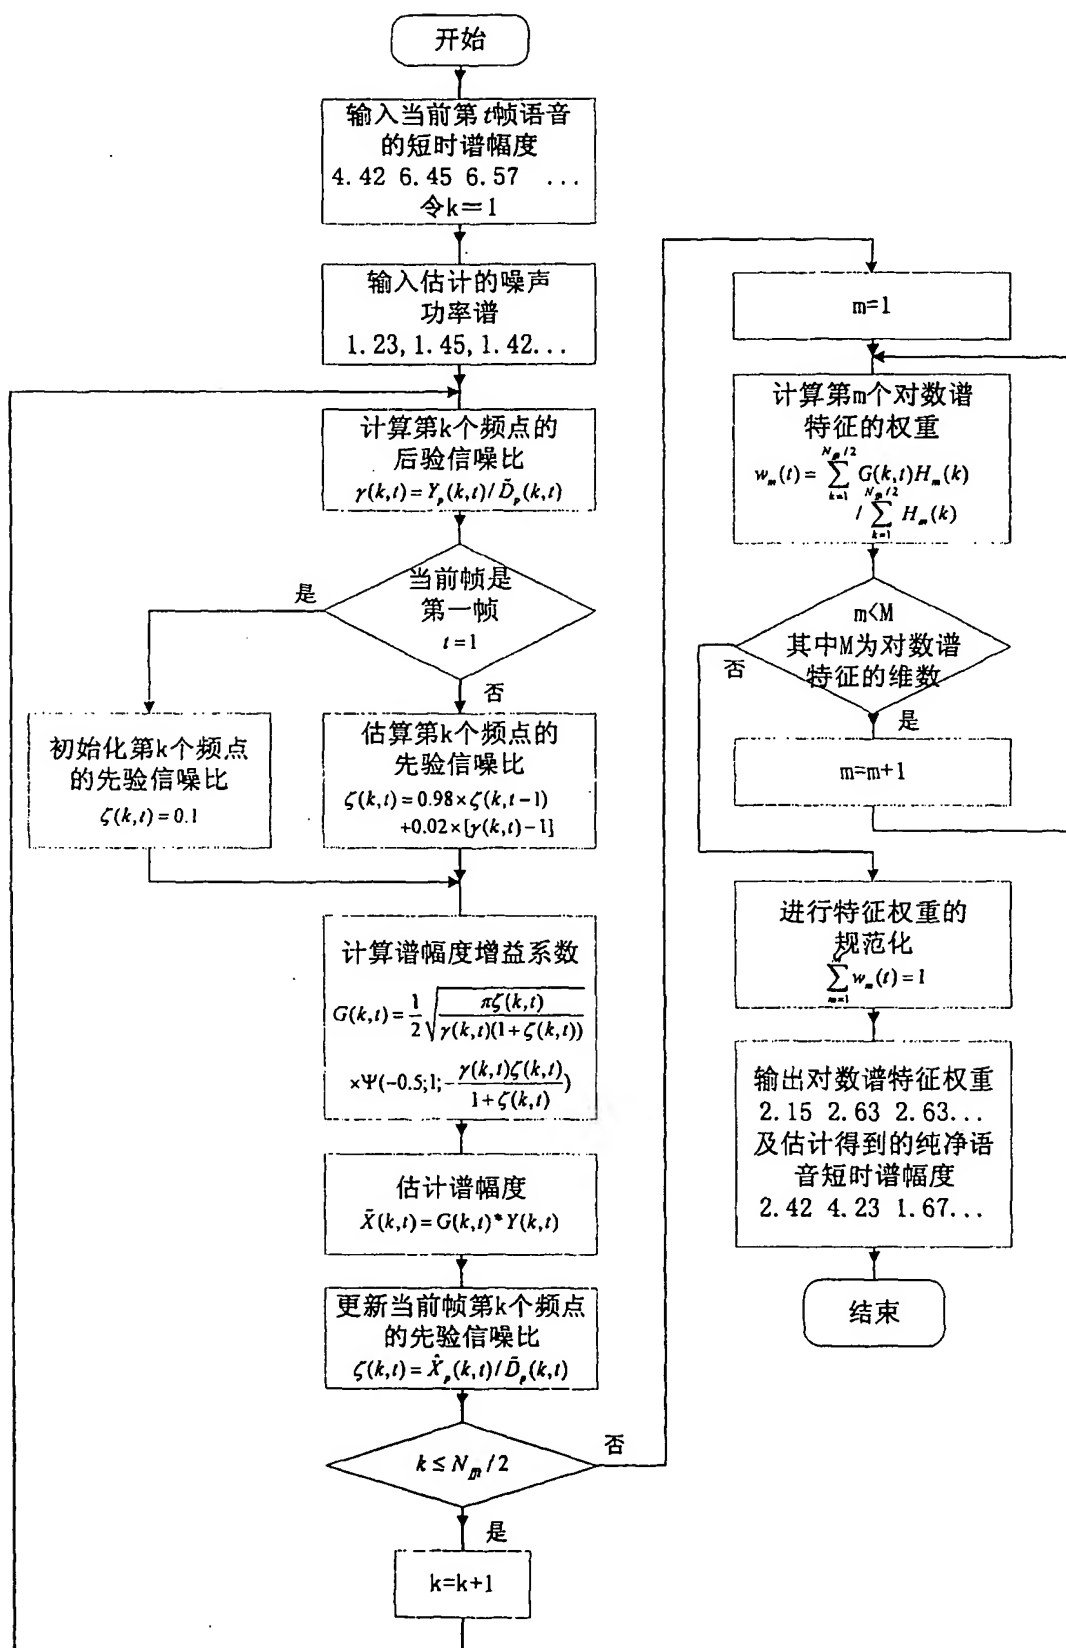 开始
输入当前第t帧语音
的短时谱幅度
4.42 6.45 6.57 ...
令k=1
输入估计的噪声
功率谱
1.23, 1.45, 1.42...
计算第k个频点的
后验信噪比
γ(k,t)=Y_p(k,t)/D̃_p(k,t)
当前帧是
第一帧
t=1
是
否
初始化第k个频点
的先验信噪比
ζ(k,t)=0.1
估算第k个频点的
先验信噪比
ζ(k,t)=0.98×ζ(k,t-1)
+0.02×[γ(k,t)-1]
计算谱幅度增益系数
G(k,t)=1/2√(πζ(k,t)/(γ(k,t)(1+ζ(k,t))))
×Ψ(-0.5;1;-γ(k,t)ζ(k,t)/(1+ζ(k,t)))
估计谱幅度
X̃(k,t)=G(k,t)*Y(k,t)
更新当前帧第k个频点
的先验信噪比
ζ(k,t)=X̂_p(k,t)/D̃_p(k,t)
k≤N_fft/2
否
是
k=k+1
m=1
计算第m个对数谱
特征的权重
w_m(t)=∑_{k=1}^{N_fft/2} G(k,t)H_m(k)
/∑_{k=1}^{N_fft/2} H_m(k)
m<M
其中M为对数谱
特征的维数
否
是
m=m+1
进行特征权重的
规范化
∑_{m=1}^{M} w_m(t)=1
输出对数谱特征权重
2.15 2.63 2.63...
及估计得到的纯净语
音短时谱幅度
2.42 4.23 1.67...
结束